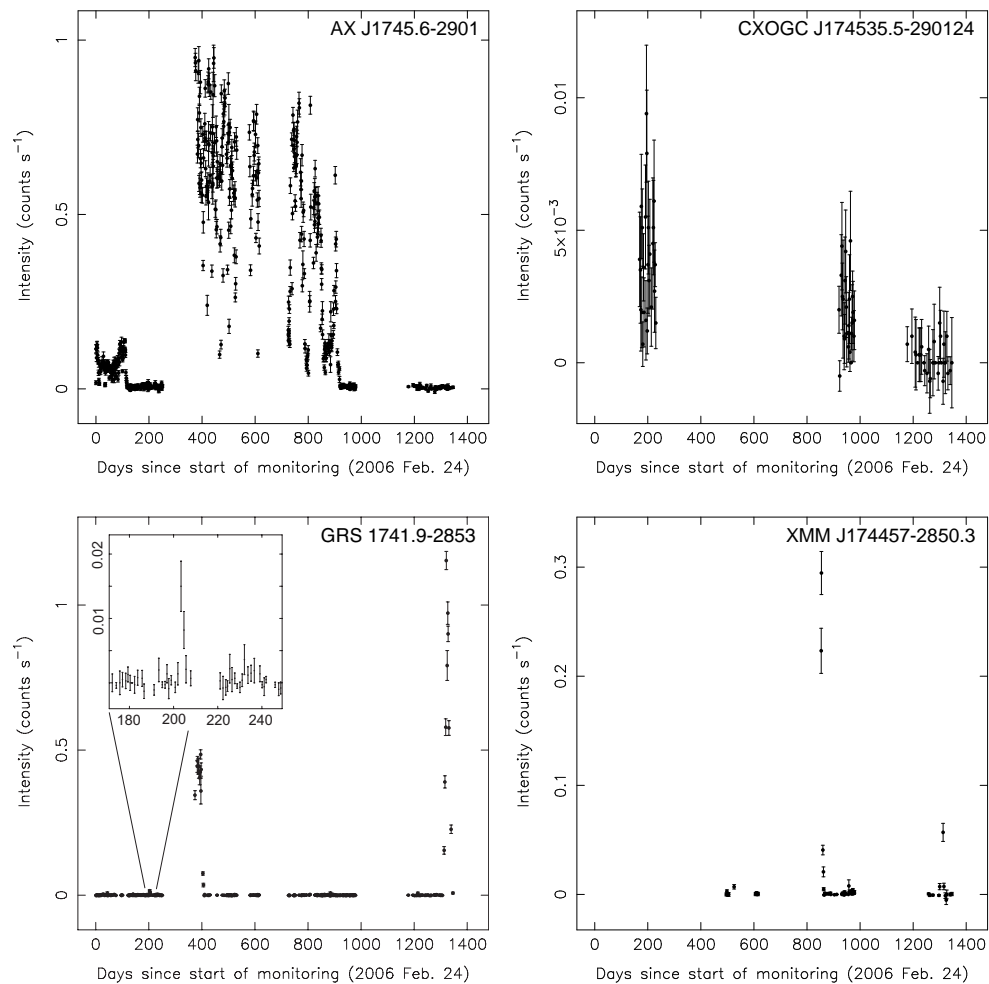 AX J1745.6-2901
1
0.5
0
Intensity (counts s⁻¹)
0 200 400 600 800 1000 1200 1400
Days since start of monitoring (2006 Feb. 24)
CXOGC J174535.5-290124
0.01
5×10⁻³
0
Intensity (counts s⁻¹)
0 200 400 600 800 1000 1200 1400
Days since start of monitoring (2006 Feb. 24)
GRS 1741.9-2853
1
0.5
0
Intensity (counts s⁻¹)
0.02
0.01
180 200 220 240
0 200 400 600 800 1000 1200 1400
Days since start of monitoring (2006 Feb. 24)
XMM J174457-2850.3
0.3
0.2
0.1
0
Intensity (counts s⁻¹)
0 200 400 600 800 1000 1200 1400
Days since start of monitoring (2006 Feb. 24)